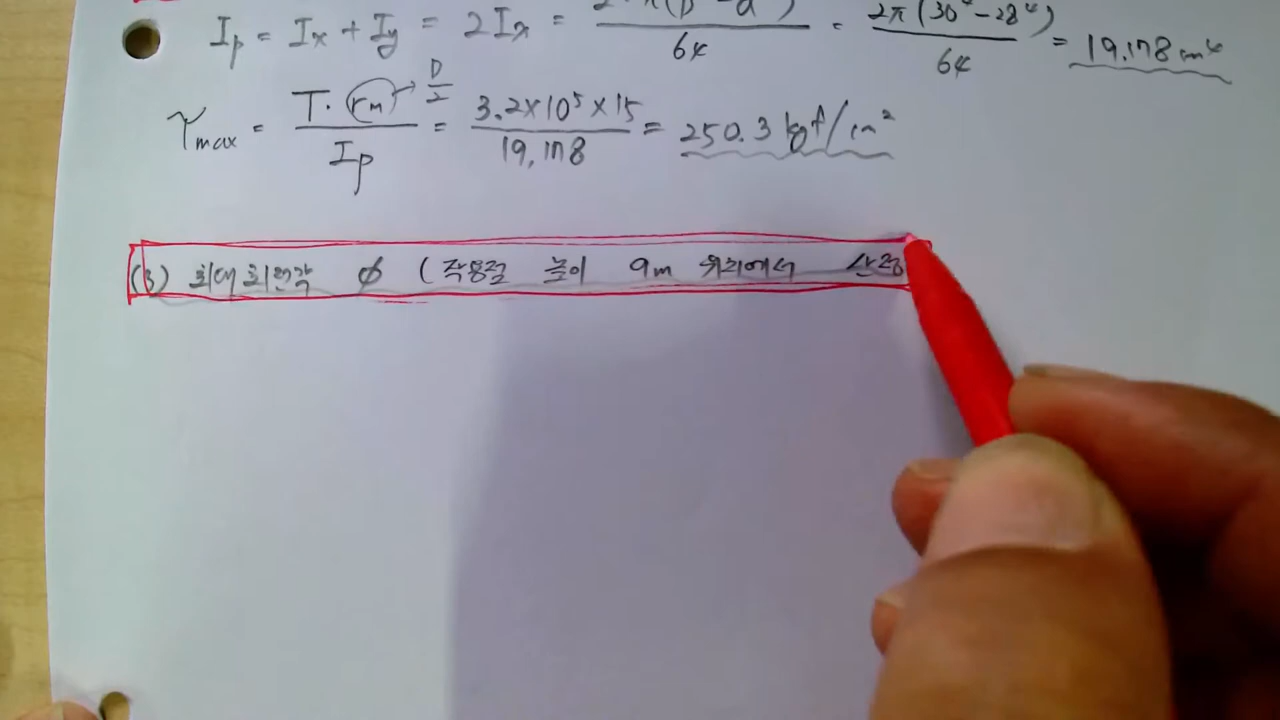 Ip = Ix + Iy = 2Ix = 2·π(D⁴-d⁴)/64 = 2π(30⁴-28⁴)/64 = 19,178 cm⁴
τmax = T·rm/Ip = 3.2×10⁵×15/19,178 = 250.3 kgf/cm²
D/2
(3) 최대회전각 φ (작용점 높이 9m 위치에서 산정